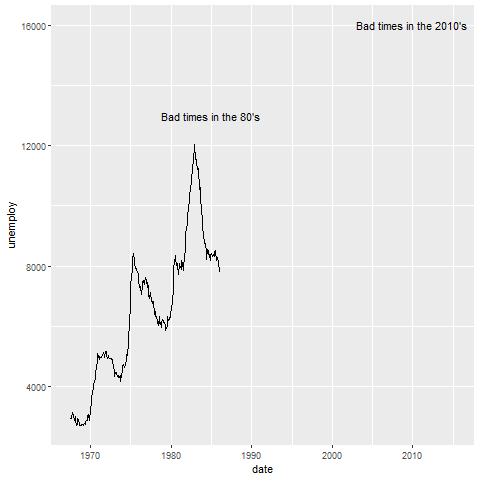 Bad times in the 2010's
Bad times in the 80's
16000
12000
8000
4000
unemploy
1970 1980 1990 2000 2010
date